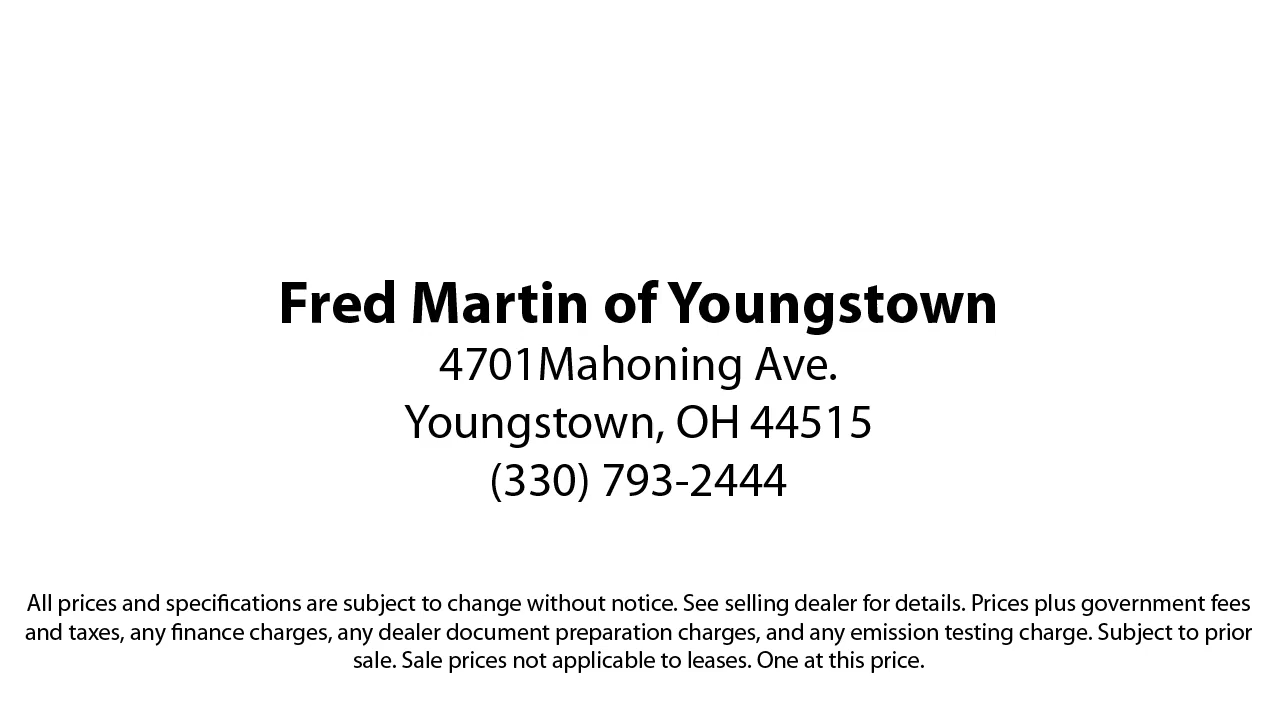 Fred Martin of Youngstown
4701Mahoning Ave.
Youngstown, OH 44515
(330) 793-2444
All prices and specifications are subject to change without notice. See selling dealer for details. Prices plus government fees
and taxes, any finance charges, any dealer document preparation charges, and any emission testing charge. Subject to prior
sale. Sale prices not applicable to leases. One at this price.